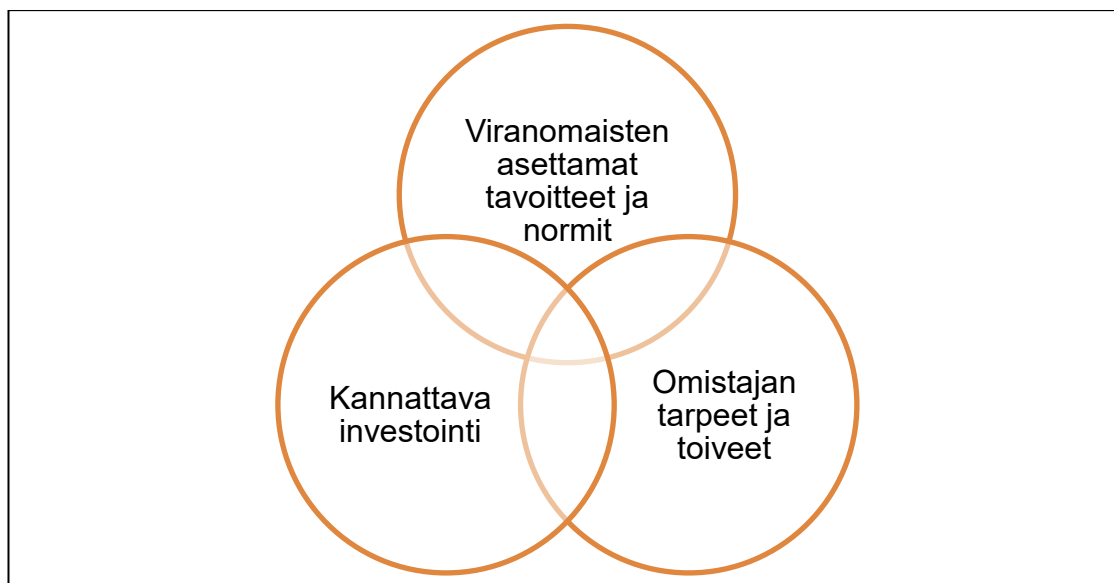 Viranomaisten
asettamat
tavoitteet ja
normit
Kannattava
investointi
Omistajan
tarpeet ja
toiveet